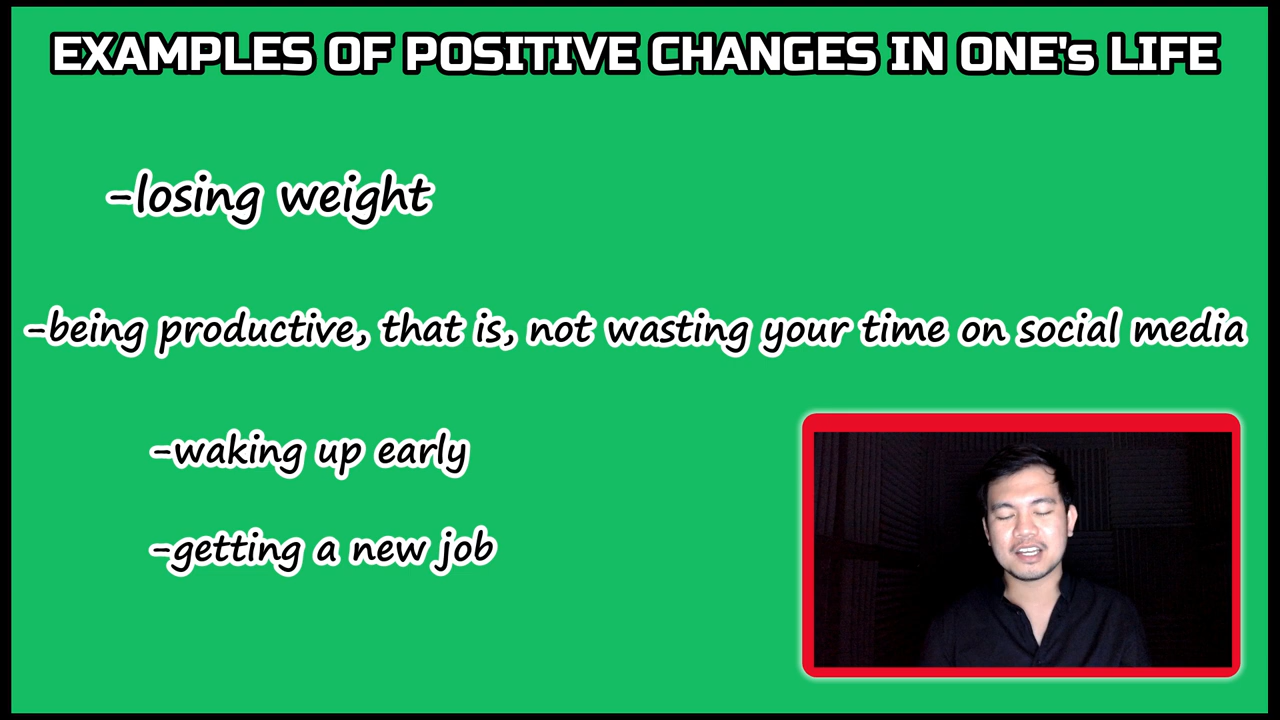 EXAMPLES OF POSITIVE CHANGES IN ONE's LIFE
-losing weight
-being productive, that is, not wasting your time on social media
-waking up early
-getting a new job